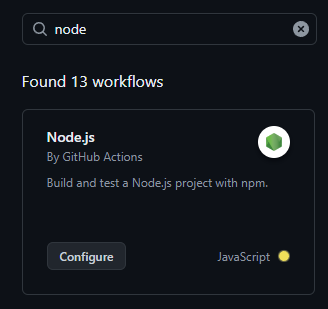 node
Found 13 workflows
Node.js
By GitHub Actions
Build and test a Node.js project with npm.
Configure
JavaScript